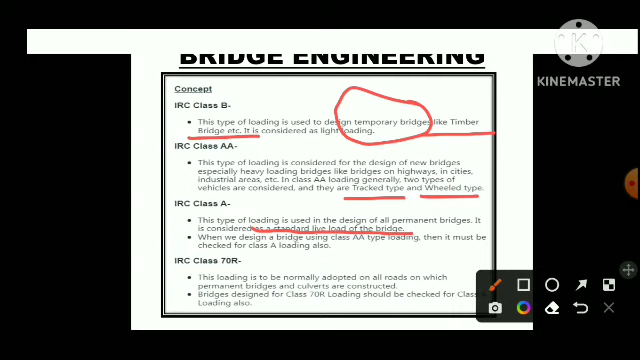 BRIDGE ENGINEERING
Concept
IRC Class B-
• This type of loading is used to design temporary bridges like Timber
Bridge etc. It is considered as light loading.
IRC Class AA-
• This type of loading is considered for the design of new bridges
especially heavy loading bridges like bridges on highways, in cities,
industrial areas, etc. In class AA loading generally, two types of
vehicles are considered, and they are Tracked type and Wheeled type.
IRC Class A-
• This type of loading is used in the design of all permanent bridges. It
is considered as a standard live load of the bridge.
• When we design a bridge using class AA type loading, then it must be
checked for class A loading also.
IRC Class 70R-
• This loading is to be normally adopted on all roads on which
permanent bridges and culverts are constructed.
• Bridges designed for Class 70R Loading should be checked for Class
Loading also.
K
KINEMASTER